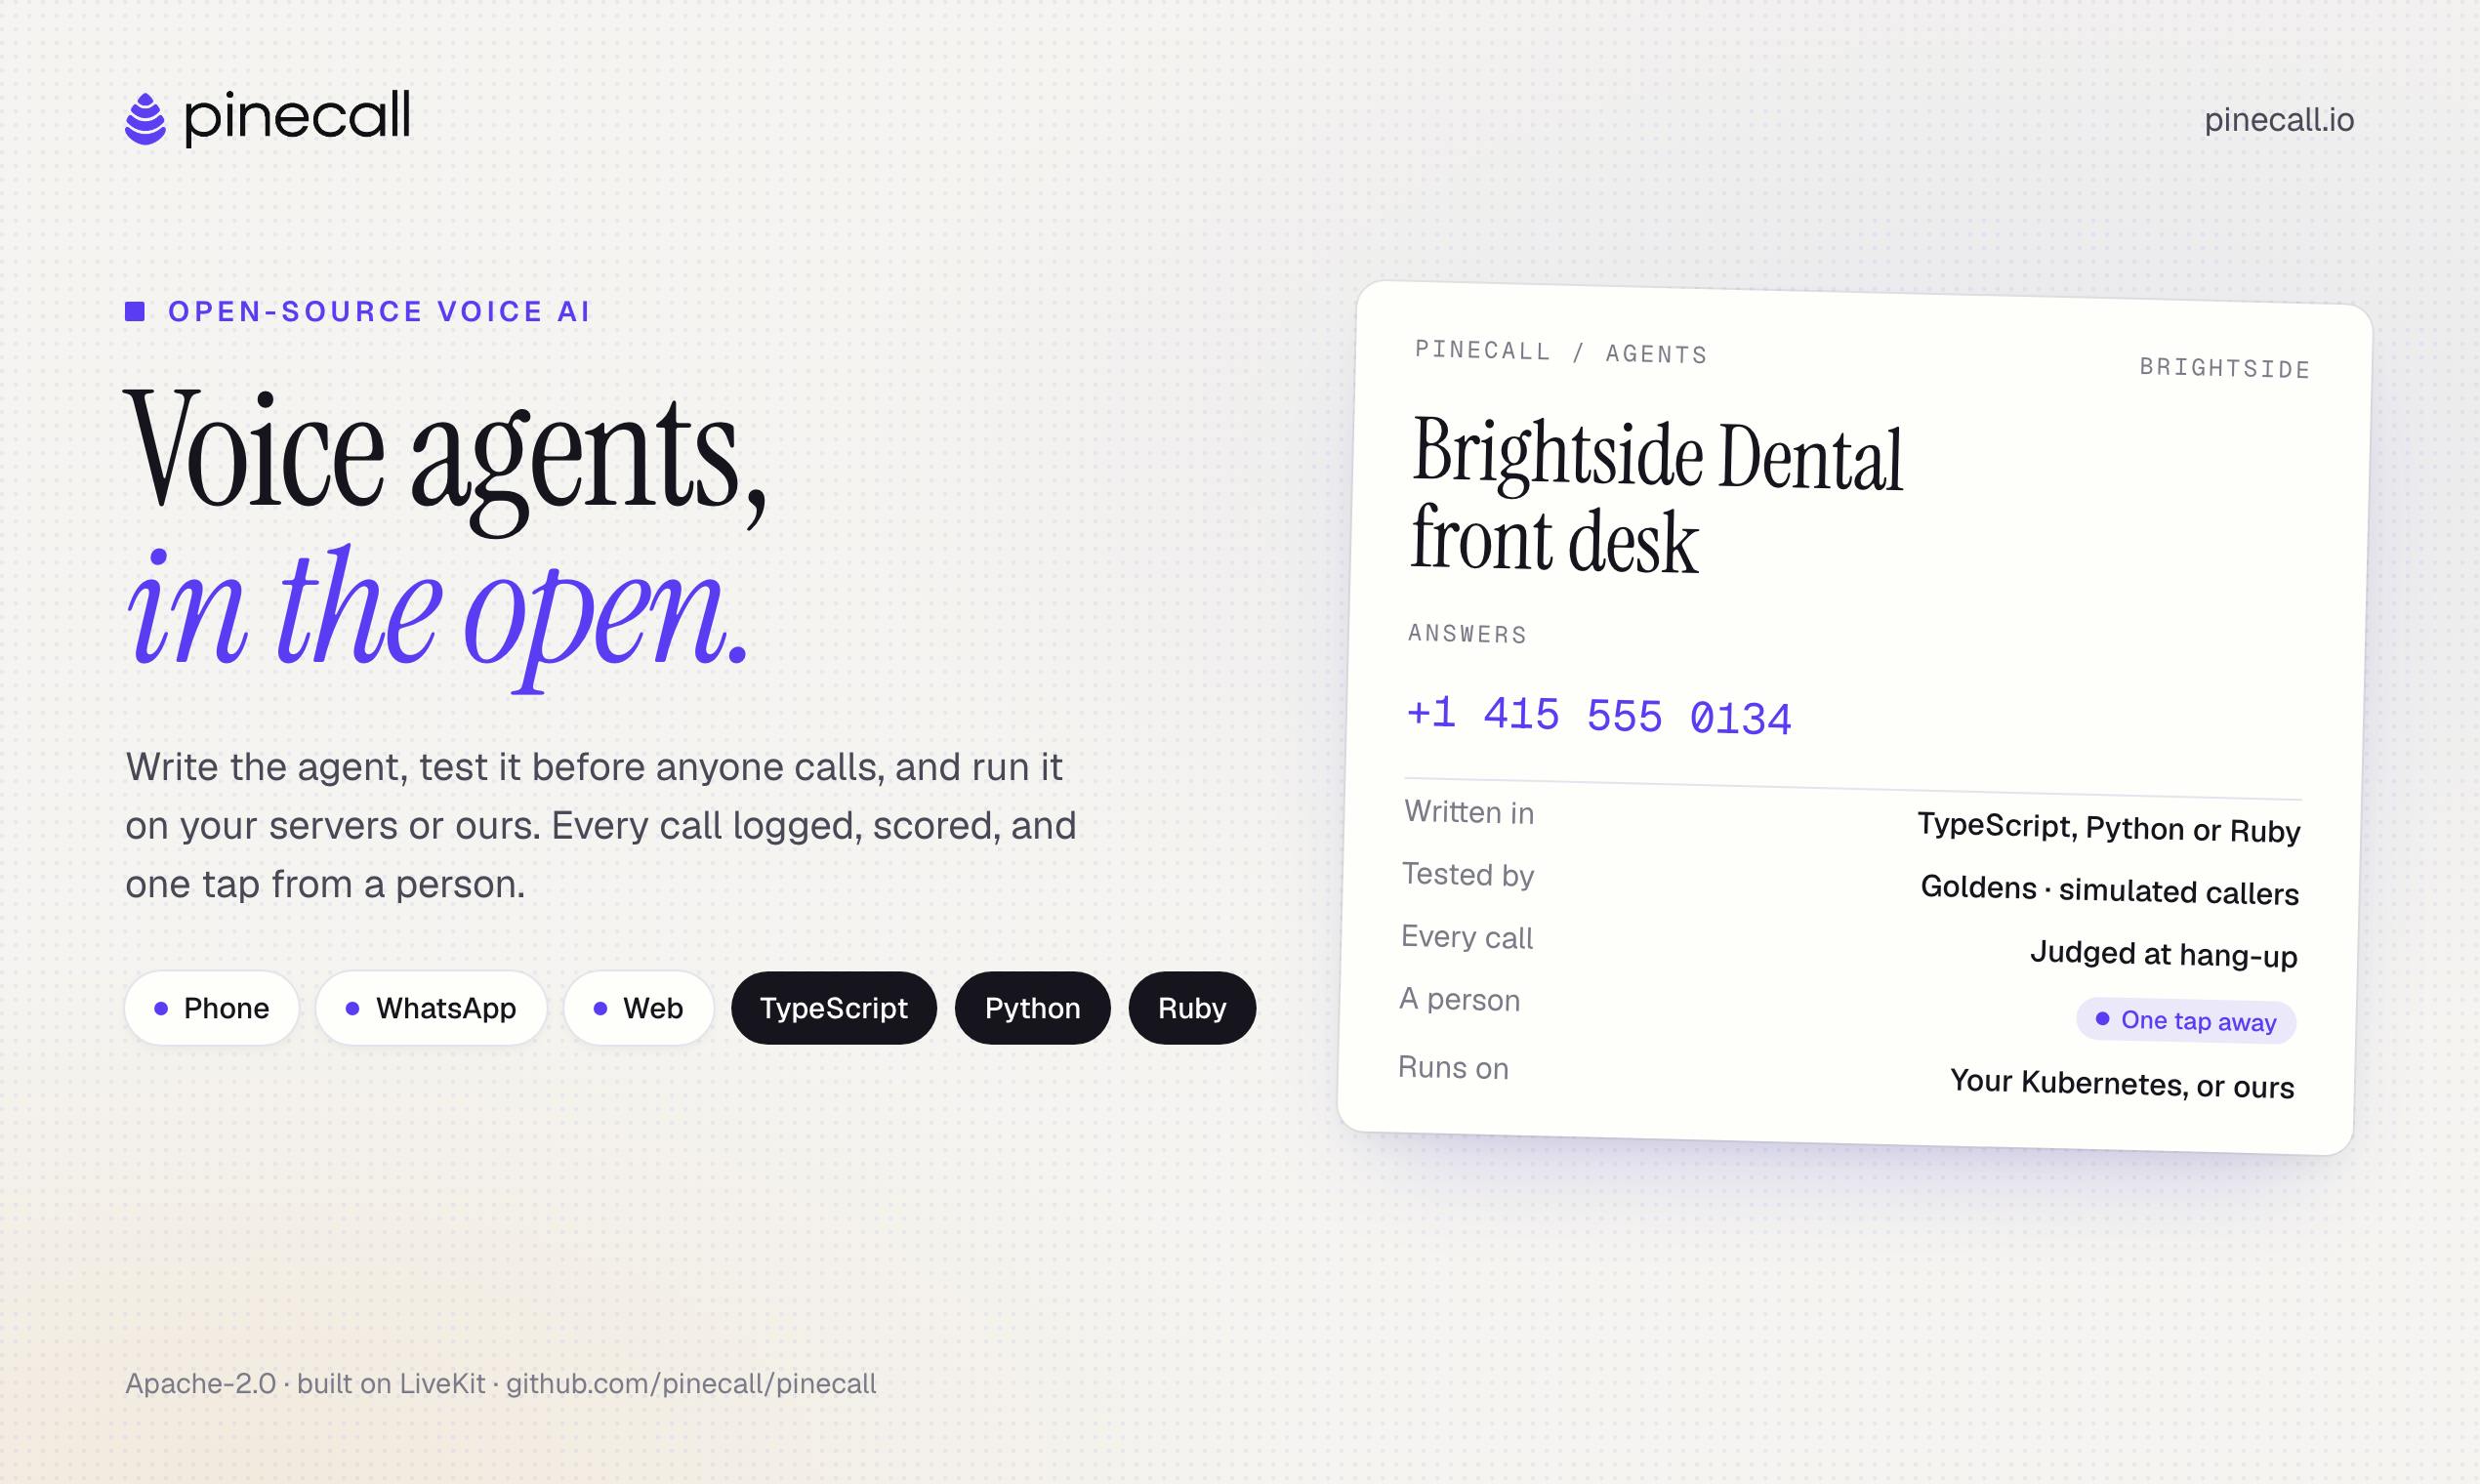 pinecall
pinecall.io
OPEN-SOURCE VOICE AI
Voice agents,
in the open.
Write the agent, test it before anyone calls, and run it
on your servers or ours. Every call logged, scored, and
one tap from a person.
Phone
WhatsApp
Web
TypeScript
Python
Ruby
PINECALL / AGENTS
BRIGHTSIDE
Brightside Dental
front desk
ANSWERS
+1 415 555 0134
Written in
TypeScript, Python or Ruby
Tested by
Goldens · simulated callers
Every call
Judged at hang-up
A person
One tap away
Runs on
Your Kubernetes, or ours
Apache-2.0 · built on LiveKit · github.com/pinecall/pinecall